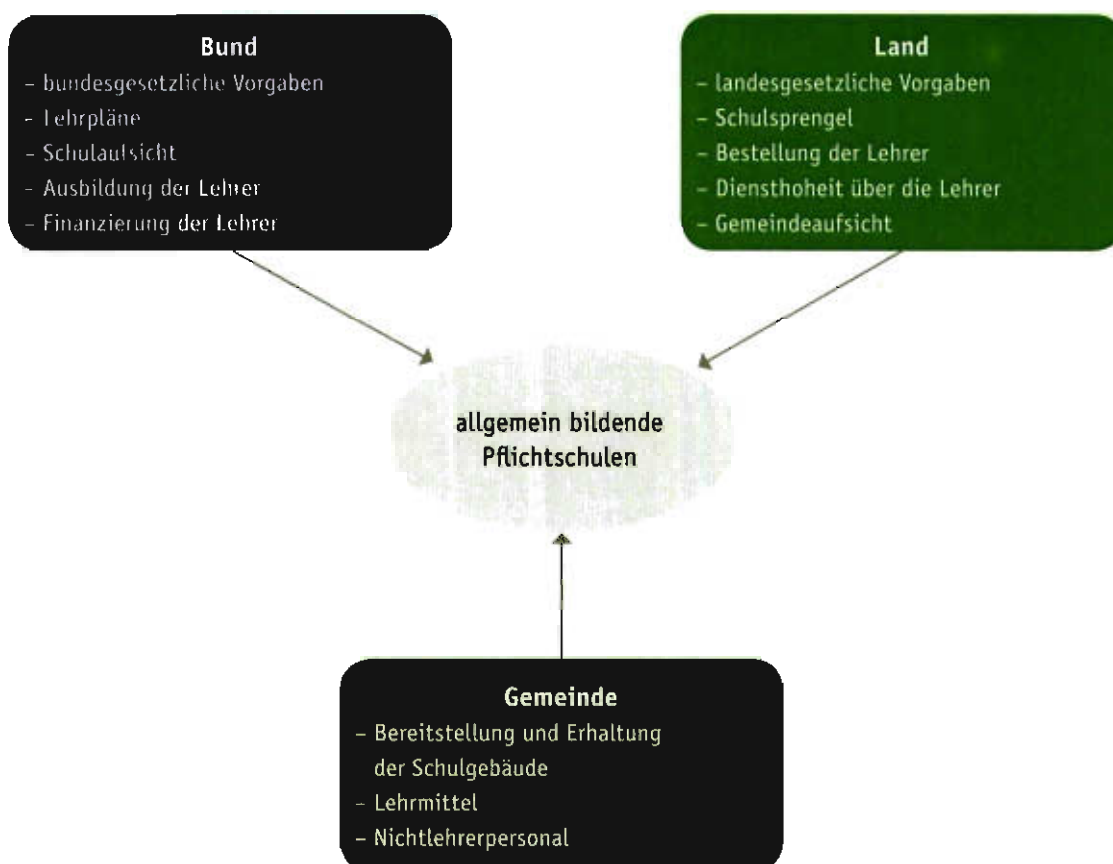 Bund
– bundesgesetzliche Vorgaben
– Lehrpläne
– Schulaufsicht
– Ausbildung der Lehrer
– Finanzierung der Lehrer
Land
– landesgesetzliche Vorgaben
– Schulsprengel
– Bestellung der Lehrer
– Diensthoheit über die Lehrer
– Gemeindeaufsicht
allgemein bildende
Pflichtschulen
Gemeinde
– Bereitstellung und Erhaltung
der Schulgebäude
– Lehrmittel
– Nichtlehrerpersonal